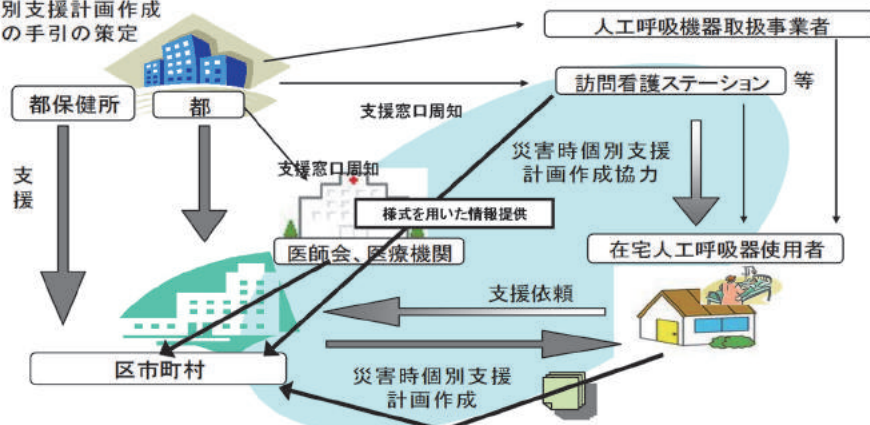 別支援計画作成
の手引の策定
人工呼吸機器取扱事業者
訪問看護ステーション 等
都保健所
都
支援窓口周知
支援
支援窓口周知
災害時個別支援
計画作成協力
様式を用いた情報提供
医師会、医療機関
在宅人工呼吸器使用者
支援依頼
区市町村
災害時個別支援
計画作成